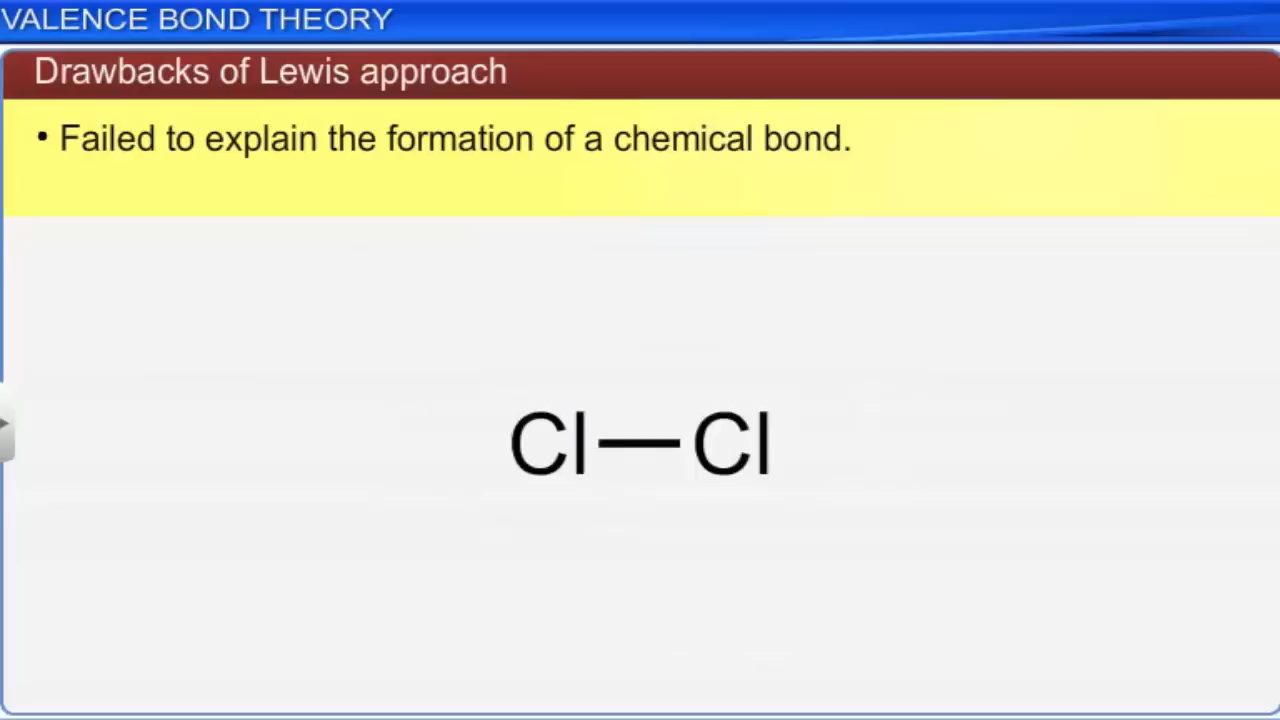 VALENCE BOND THEORY
Drawbacks of Lewis approach
• Failed to explain the formation of a chemical bond.
Cl—Cl